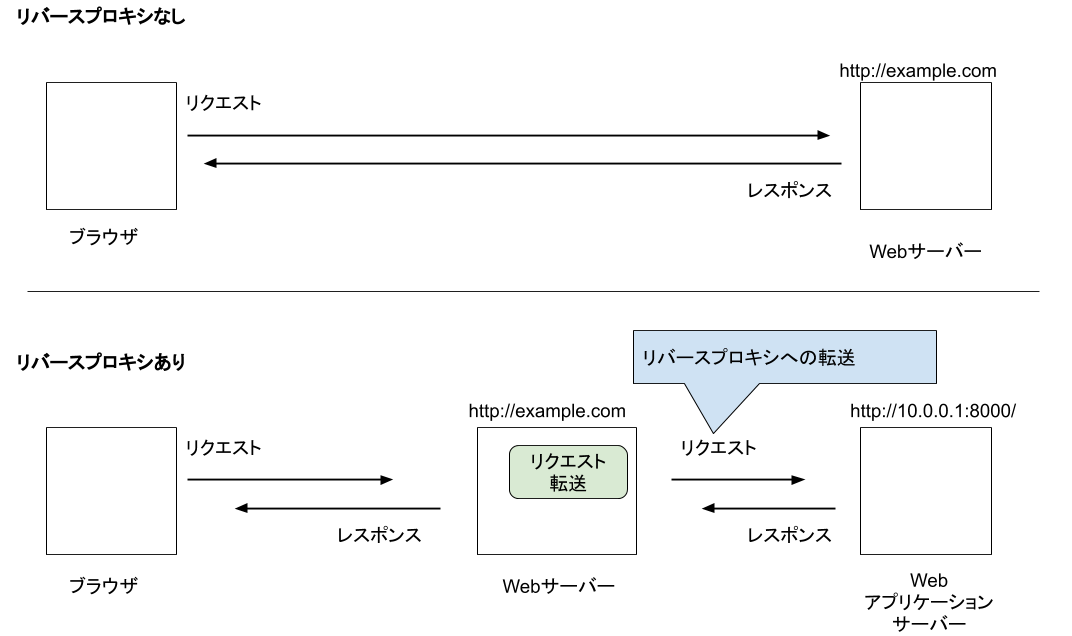 リバースプロキシなし
http://example.com
リクエスト
レスポンス
ブラウザ
Webサーバー
リバースプロキシあり
リバースプロキシへの転送
http://example.com
http://10.0.0.1:8000/
リクエスト
リクエスト
転送
リクエスト
レスポンス
レスポンス
ブラウザ
Webサーバー
Web
アプリケーション
サーバー